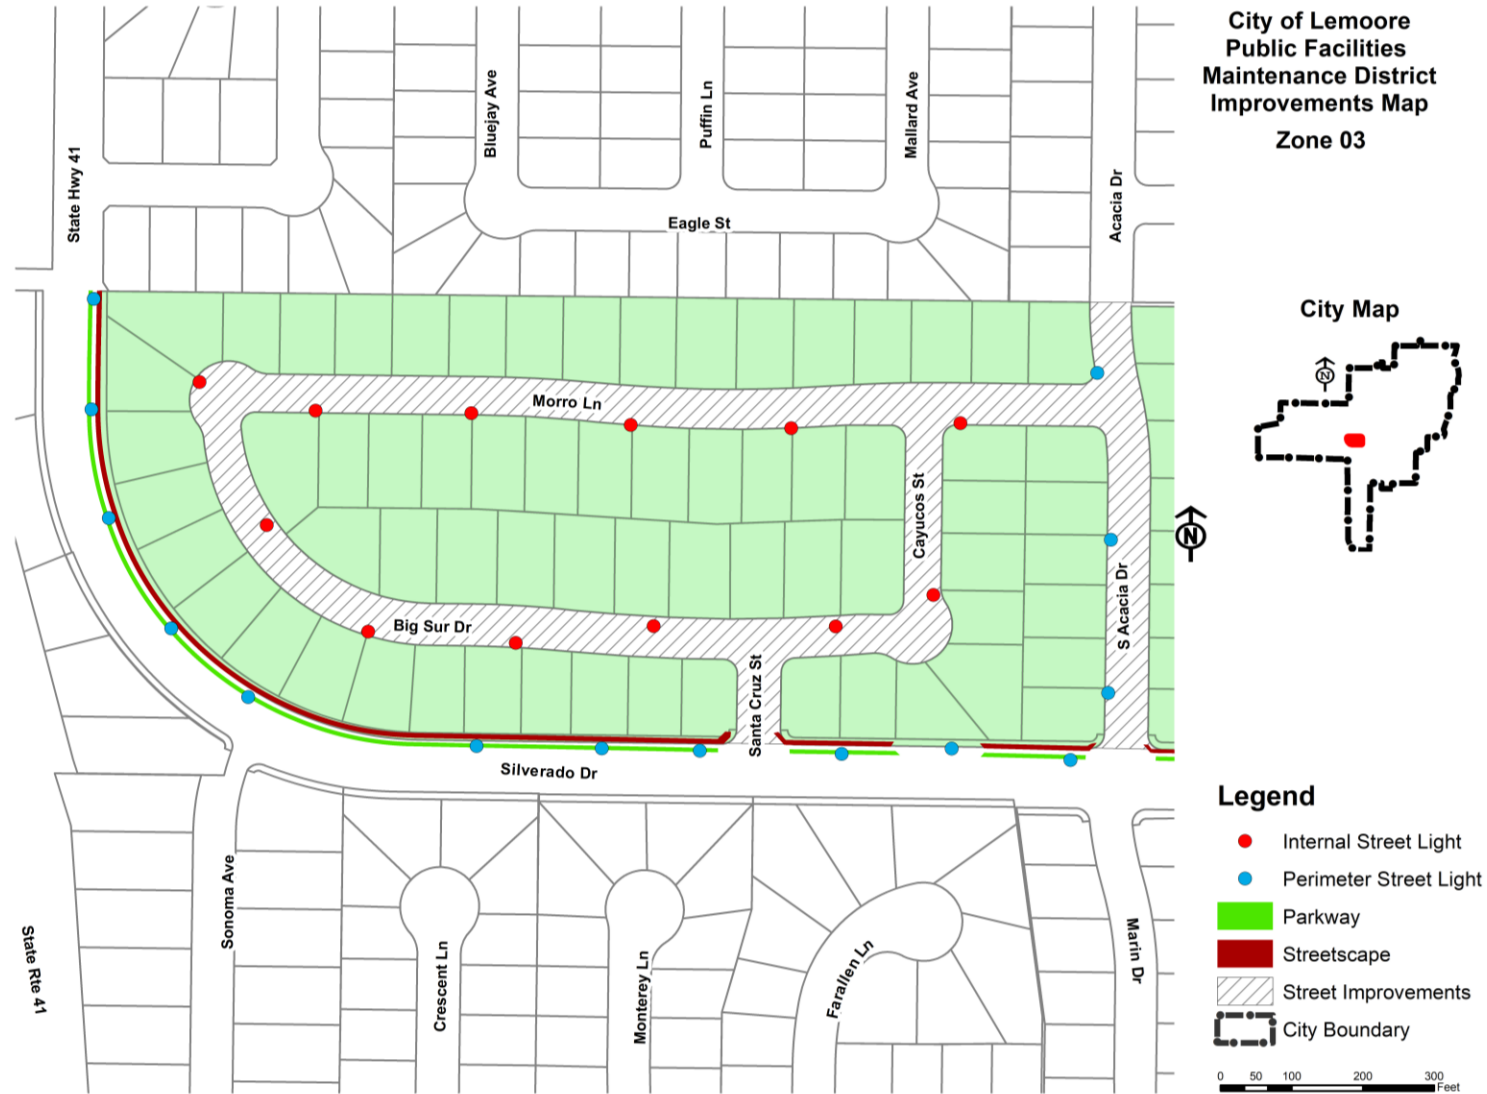 City of Lemoore
Public Facilities
Maintenance District
Improvements Map
Zone 03
State Hwy 41
Bluejay Ave
Puffin Ln
Mallard Ave
Acacia Dr
Eagle St
City Map
N
Morro Ln
Cayucos St
N
S Acacia Dr
Big Sur Dr
Santa Cruz St
Silverado Dr
Sonoma Ave
State Rte 41
Crescent Ln
Monterey Ln
Farallen Ln
Marin Dr
Legend
Internal Street Light
Perimeter Street Light
Parkway
Streetscape
Street Improvements
City Boundary
0 50 100 200 300
Feet